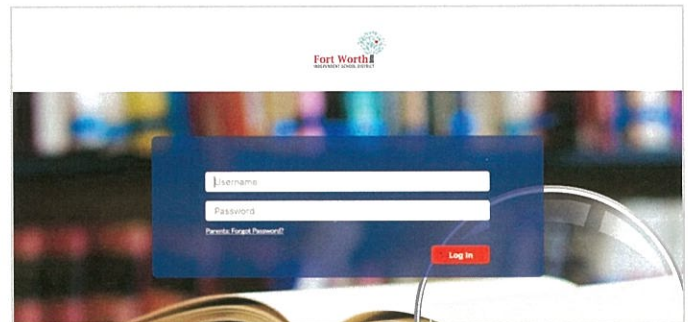 Fort Worth
INDEPENDENT SCHOOL DISTRICT
Username
Password
Parents: Forgot Password?
Log In